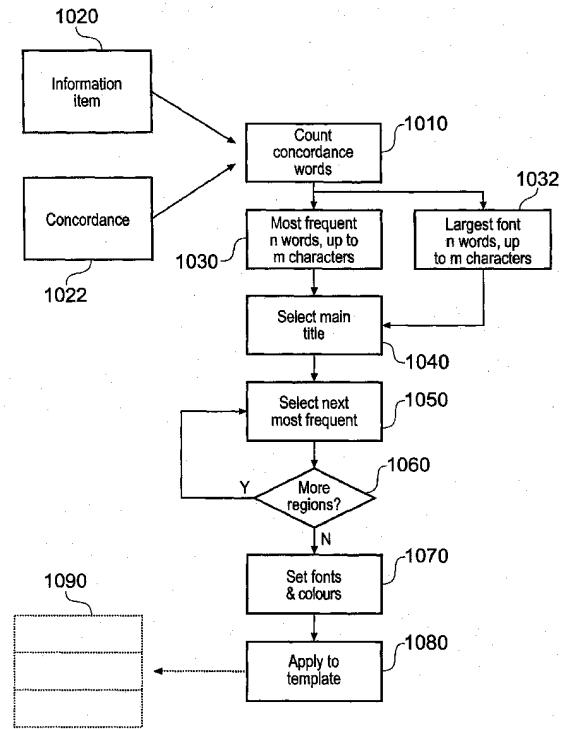 1020
Information
item
1010
Count
concordance
words
Concordance
1022
1032
Most frequent
n words, up to
m characters
1030
Largest font
n words, up
to m characters
Select main
title
1040
Select next
most frequent
1050
1060
More
regions?
Y
N
1070
Set fonts
& colours
1090
1080
Apply to
template